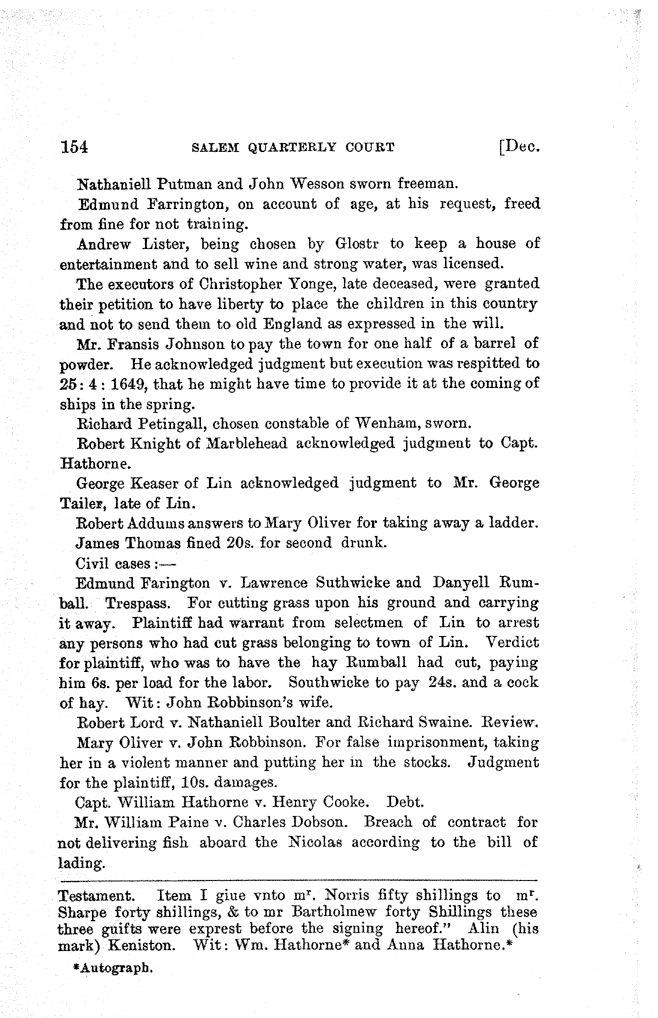 154 SALEM QUARTERLY COURT [Dec.
Nathaniell Putman and John Wesson sworn freeman.
Edmund Farrington, on account of age, at his request, freed
from fine for not training.
Andrew Lister, being chosen by Glostr to keep a house of
entertainment and to sell wine and strong water, was licensed.
The executors of Christopher Yonge, late deceased, were granted
their petition to have liberty to place the children in this country
and not to send them to old England as expressed in the will.
Mr. Fransis Johnson to pay the town for one half of a barrel of
powder. He acknowledged judgment but execution was respitted to
25 : 4 : 1649, that he might have time to provide it at the coming of
ships in the spring.
Richard Petingall, chosen constable of Wenham, sworn.
Robert Knight of Marblehead acknowledged judgment to Capt.
Hathorne.
George Keaser of Lin acknowledged judgment to Mr. George
Tailer, late of Lin.
Robert Addums answers to Mary Oliver for taking away a ladder.
James Thomas fined 20s. for second drunk.
Civil cases :—
Edmund Farington v. Lawrence Suthwicke and Danyell Rum-
ball. Trespass. For cutting grass upon his ground and carrying
it away. Plaintiff had warrant from selectmen of Lin to arrest
any persons who had cut grass belonging to town of Lin. Verdict
for plaintiff, who was to have the hay Rumball had cut, paying
him 6s. per load for the labor. Southwicke to pay 24s. and a cock
of hay. Wit: John Robbinson's wife.
Robert Lord v. Nathaniell Boulter and Richard Swaine. Review.
Mary Oliver v. John Robbinson. For false imprisonment, taking
her in a violent manner and putting her in the stocks. Judgment
for the plaintiff, 10s. damages.
Capt. William Hathorne v. Henry Cooke. Debt.
Mr. William Paine v. Charles Dobson. Breach of contract for
not delivering fish aboard the Nicolas according to the bill of
lading.
Testament. Item I giue vnto mʳ. Norris fifty shillings to mʳ.
Sharpe forty shillings, & to mr Bartholmew forty Shillings these
three guifts were exprest before the signing hereof." Alin (his
mark) Keniston. Wit: Wm. Hathorne* and Anna Hathorne.*
*Autograph.